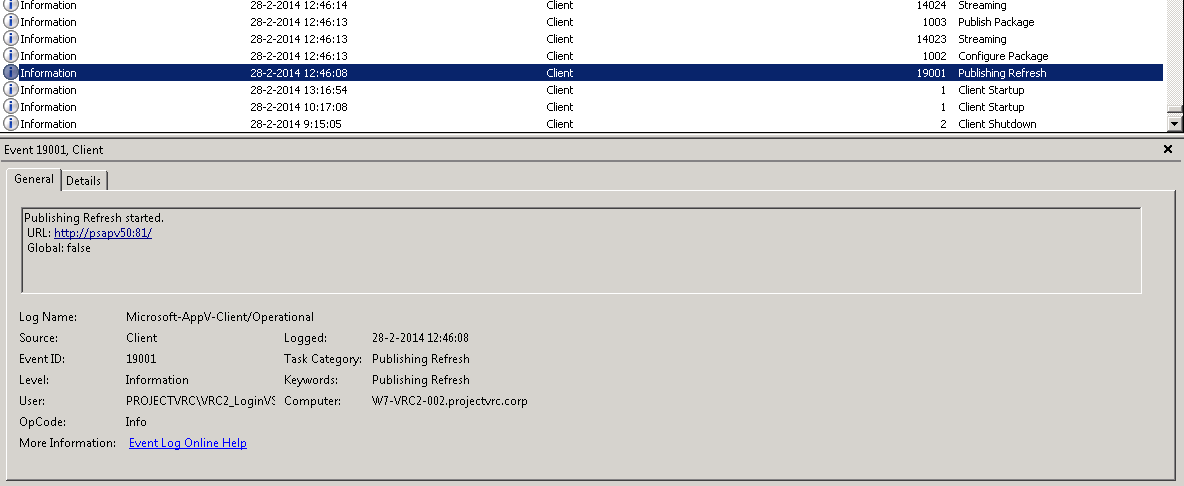 Information 28-2-2014 12:46:14 Client 14024 Streaming
Information 28-2-2014 12:46:13 Client 1003 Publish Package
Information 28-2-2014 12:46:13 Client 14023 Streaming
Information 28-2-2014 12:46:13 Client 1002 Configure Package
Information 28-2-2014 12:46:08 Client 19001 Publishing Refresh
Information 28-2-2014 13:16:54 Client 1 Client Startup
Information 28-2-2014 10:17:08 Client 1 Client Startup
Information 28-2-2014 9:15:05 Client 2 Client Shutdown
Event 19001, Client
General Details
Publishing Refresh started.
URL: http://psapv50:81/
Global: false
Log Name: Microsoft-AppV-Client/Operational
Source: Client Logged: 28-2-2014 12:46:08
Event ID: 19001 Task Category: Publishing Refresh
Level: Information Keywords: Publishing Refresh
User: PROJECTVRC\VRC2_LoginVS Computer: W7-VRC2-002.projectvrc.corp
OpCode: Info
More Information: Event Log Online Help